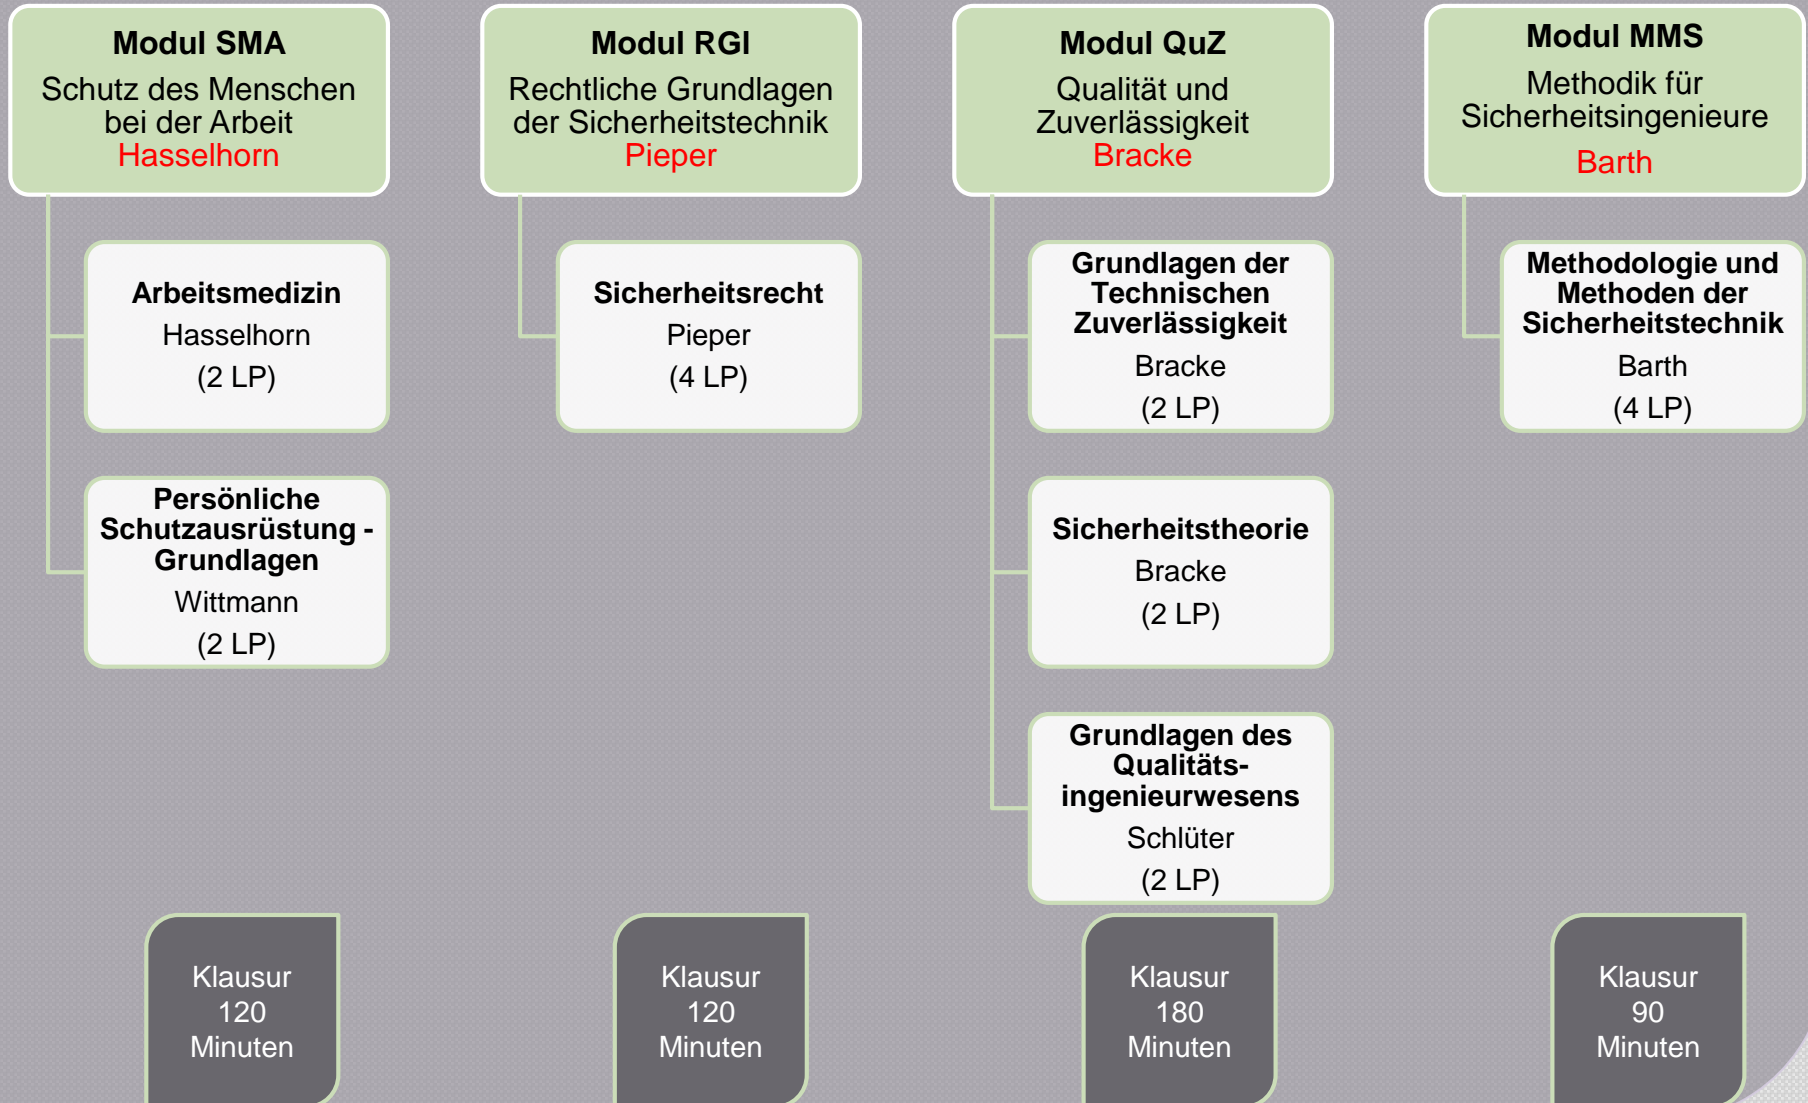 Modul SMA
Schutz des Menschen
bei der Arbeit
Hasselhorn
Arbeitsmedizin
Hasselhorn
(2 LP)
Persönliche
Schutzausrüstung -
Grundlagen
Wittmann
(2 LP)
Klausur
120
Minuten
Modul RGI
Rechtliche Grundlagen
der Sicherheitstechnik
Pieper
Sicherheitsrecht
Pieper
(4 LP)
Klausur
120
Minuten
Modul QuZ
Qualität und
Zuverlässigkeit
Bracke
Grundlagen der
Technischen
Zuverlässigkeit
Bracke
(2 LP)
Sicherheitstheorie
Bracke
(2 LP)
Grundlagen des
Qualitäts-
ingenieurwesens
Schlüter
(2 LP)
Klausur
180
Minuten
Modul MMS
Methodik für
Sicherheitsingenieure
Barth
Methodologie und
Methoden der
Sicherheitstechnik
Barth
(4 LP)
Klausur
90
Minuten